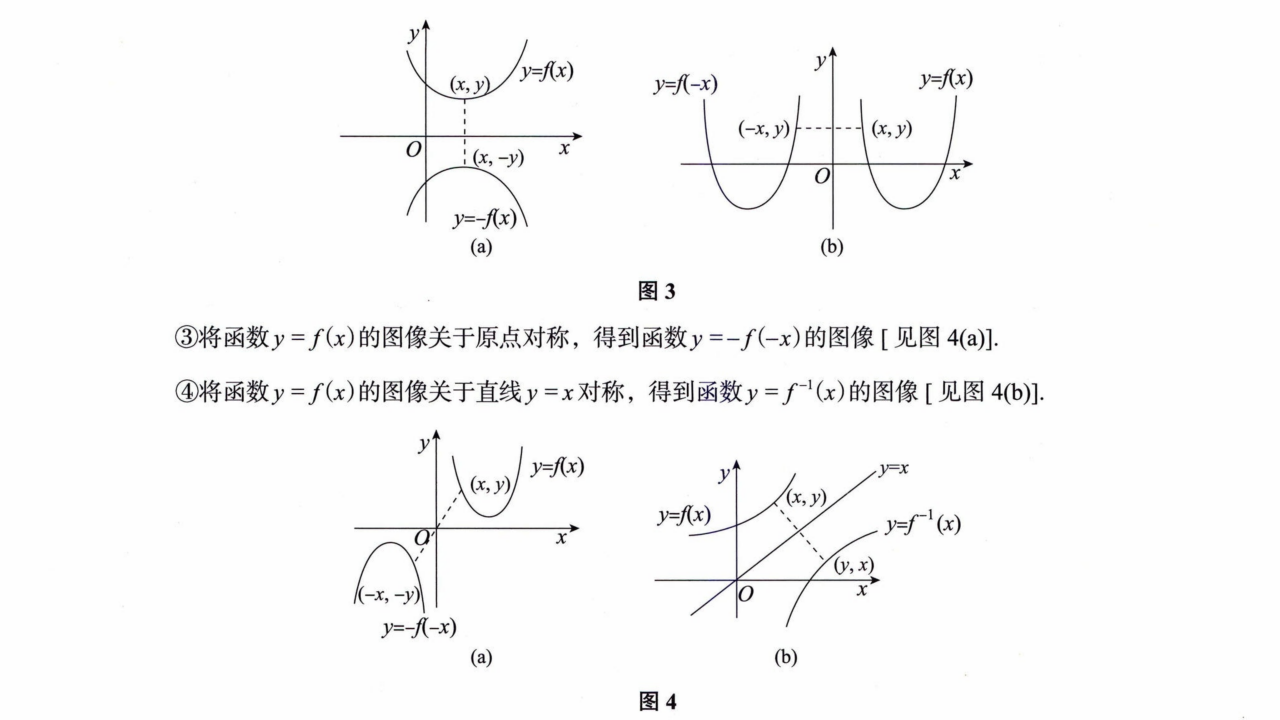 y
y=f(x)
(x, y)
O
x
(x, -y)
y=-f(x)
(a)
y
y=f(-x)
y=f(x)
(-x, y)
(x, y)
O
x
(b)
图 3
③将函数 y = f(x) 的图像关于原点对称，得到函数 y = -f(-x) 的图像 [ 见图 4(a)].
④将函数 y = f(x) 的图像关于直线 y = x 对称，得到函数 y = f⁻¹(x) 的图像 [ 见图 4(b)].
y
y=f(x)
(x, y)
O
x
(-x, -y)
y=-f(-x)
(a)
y
y=x
(x, y)
y=f(x)
y=f⁻¹(x)
(y, x)
O
x
(b)
图 4